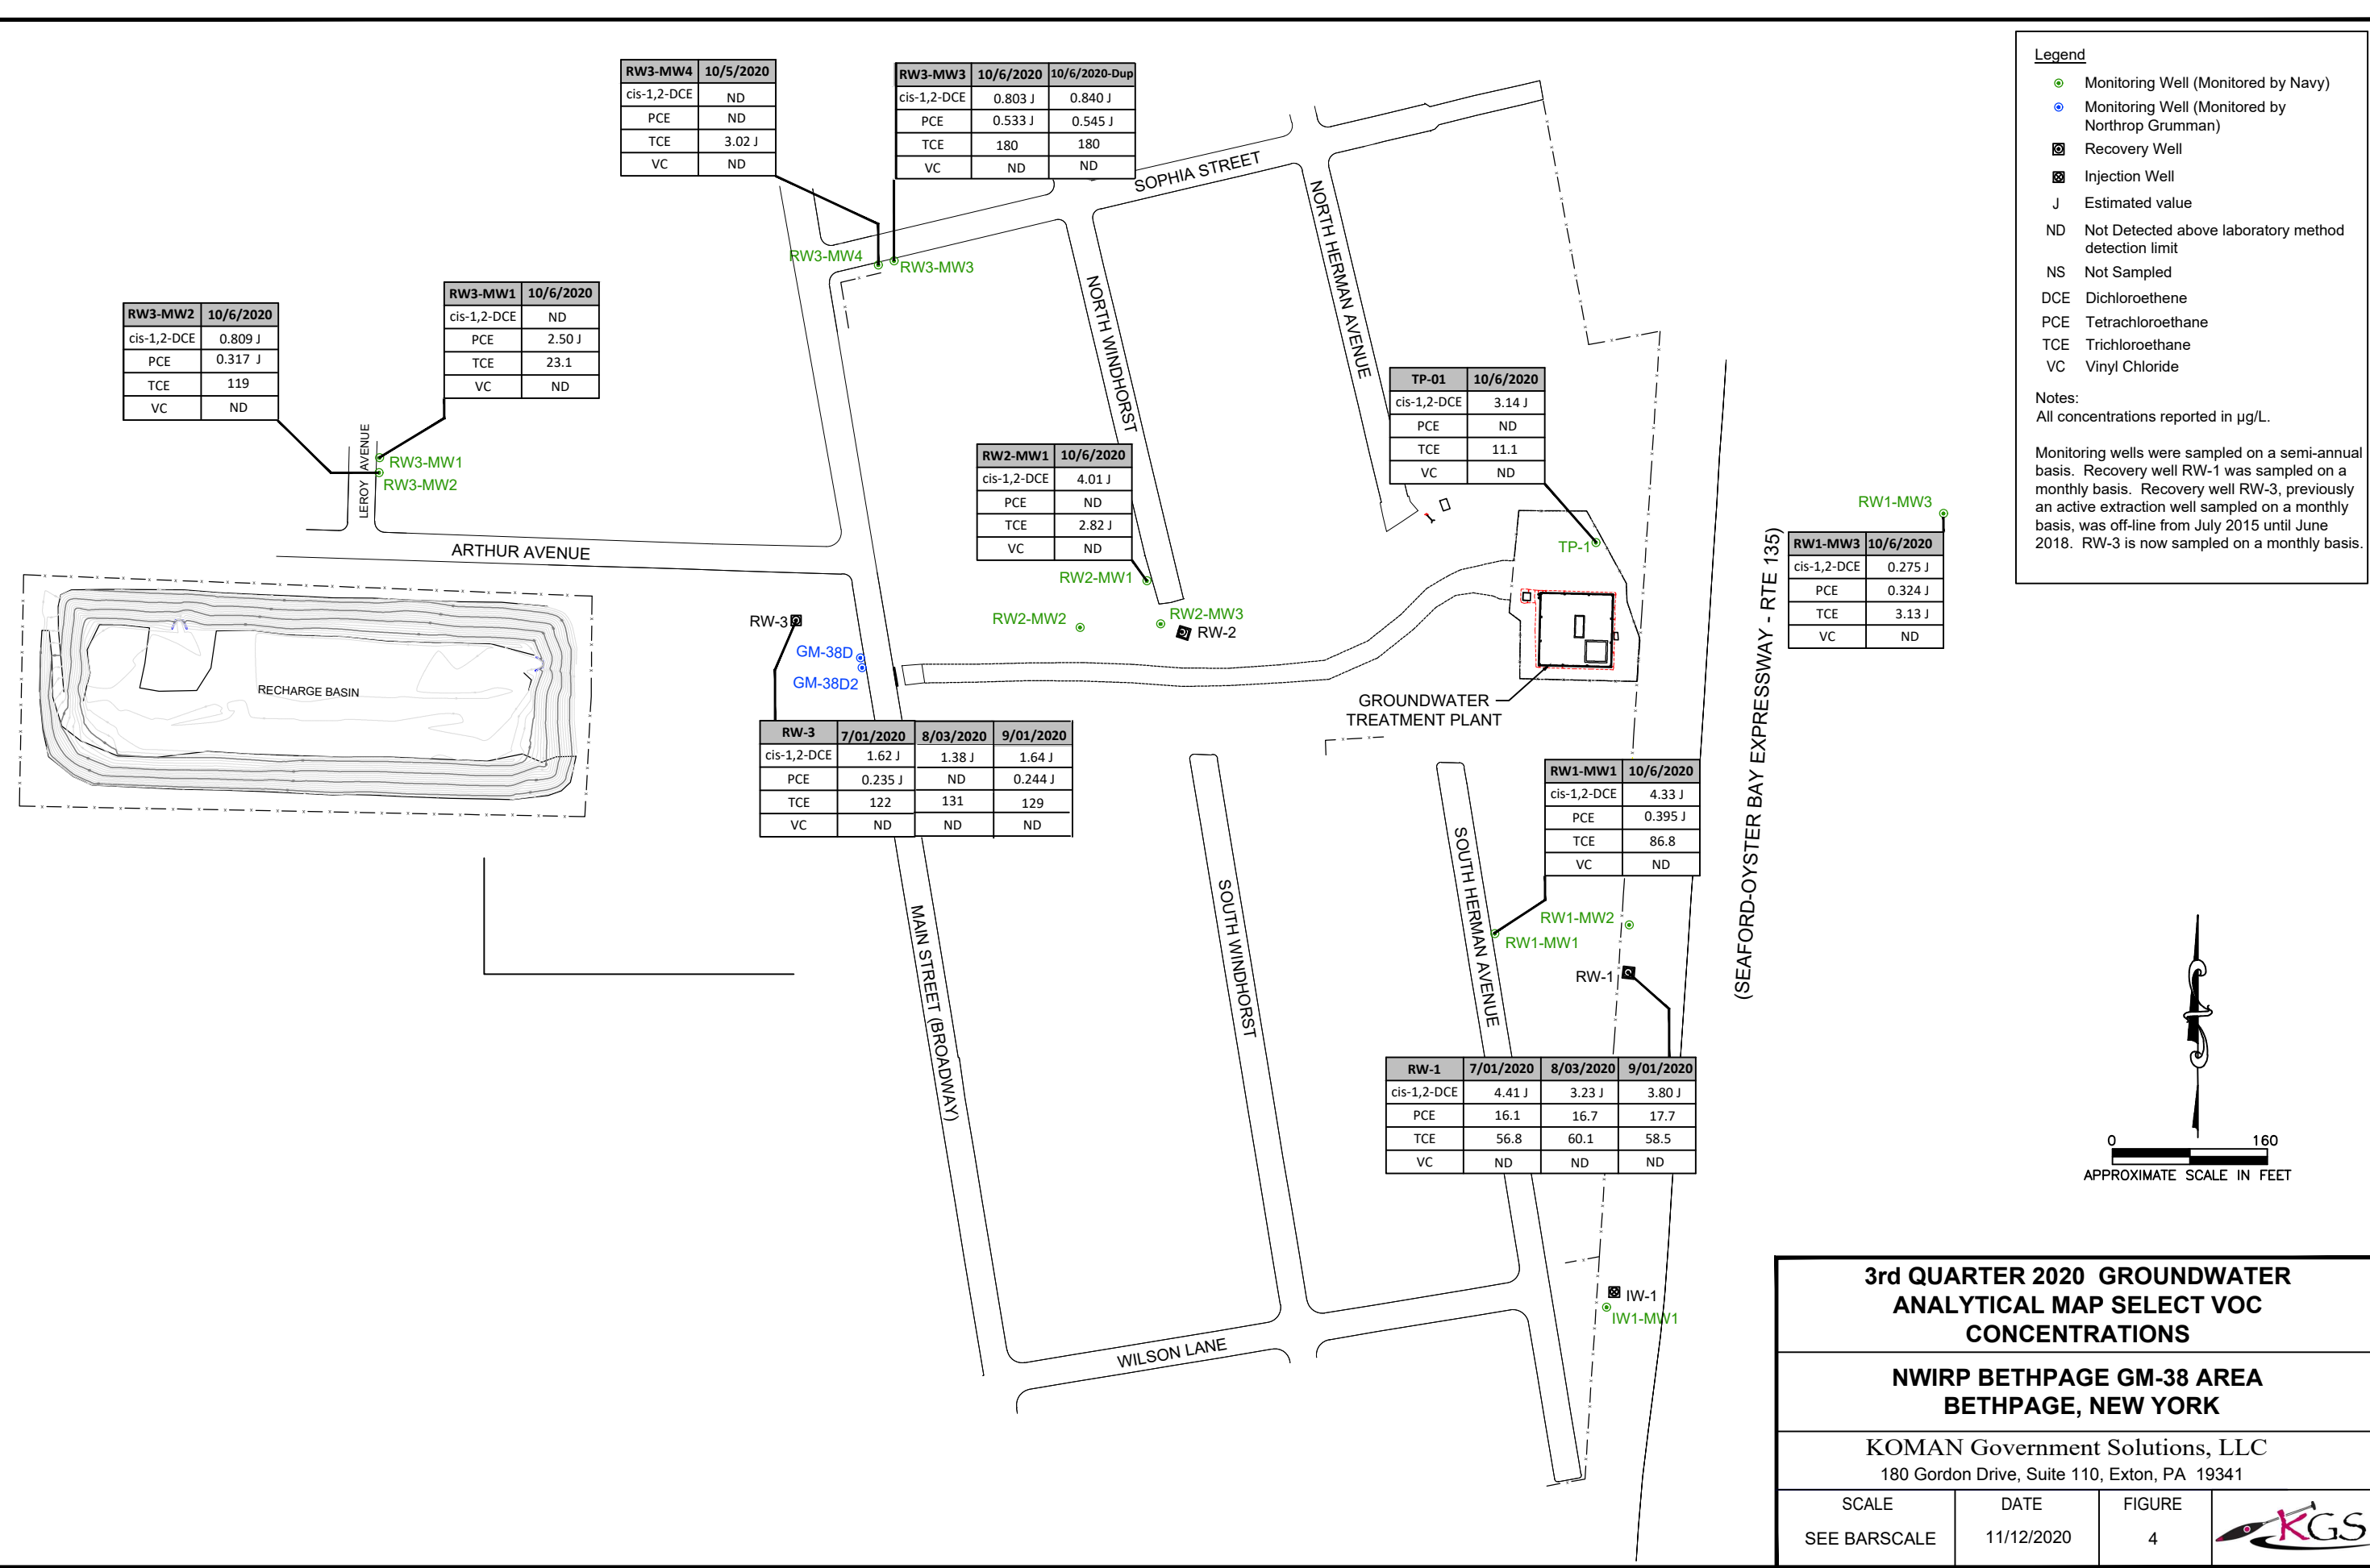 RW3-MW4 10/5/2020
cis-1,2-DCE ND
PCE ND
TCE 3.02 J
VC ND
RW3-MW3 10/6/2020 10/6/2020-Dup
cis-1,2-DCE 0.803 J 0.840 J
PCE 0.533 J 0.545 J
TCE 180 180
VC ND ND
SOPHIA STREET
NORTH HERMAN AVENUE
NORTH WINDHORST
RW3-MW4
RW3-MW3
RW3-MW2 10/6/2020
cis-1,2-DCE 0.809 J
PCE 0.317 J
TCE 119
VC ND
RW3-MW1 10/6/2020
cis-1,2-DCE ND
PCE 2.50 J
TCE 23.1
VC ND
LEROY AVENUE
RW3-MW1
RW3-MW2
ARTHUR AVENUE
RW2-MW1 10/6/2020
cis-1,2-DCE 4.01 J
PCE ND
TCE 2.82 J
VC ND
TP-01 10/6/2020
cis-1,2-DCE 3.14 J
PCE ND
TCE 11.1
VC ND
TP-1
RW2-MW1
RW2-MW2
RW2-MW3
RW-2
RW-3
GM-38D
GM-38D2
RECHARGE BASIN
GROUNDWATER
TREATMENT PLANT
RW-3 7/01/2020 8/03/2020 9/01/2020
cis-1,2-DCE 1.62 J 1.38 J 1.64 J
PCE 0.235 J ND 0.244 J
TCE 122 131 129
VC ND ND ND
(SEAFORD-OYSTER BAY EXPRESSWAY - RTE 135)
RW1-MW3
RW1-MW3 10/6/2020
cis-1,2-DCE 0.275 J
PCE 0.324 J
TCE 3.13 J
VC ND
RW1-MW1 10/6/2020
cis-1,2-DCE 4.33 J
PCE 0.395 J
TCE 86.8
VC ND
MAIN STREET (BROADWAY)
SOUTH WINDHORST
SOUTH HERMAN AVENUE
RW1-MW2
RW1-MW1
RW-1
RW-1 7/01/2020 8/03/2020 9/01/2020
cis-1,2-DCE 4.41 J 3.23 J 3.80 J
PCE 16.1 16.7 17.7
TCE 56.8 60.1 58.5
VC ND ND ND
IW-1
IW1-MW1
WILSON LANE
Legend
Monitoring Well (Monitored by Navy)
Monitoring Well (Monitored by
Northrop Grumman)
Recovery Well
Injection Well
J Estimated value
ND Not Detected above laboratory method
detection limit
NS Not Sampled
DCE Dichloroethene
PCE Tetrachloroethane
TCE Trichloroethane
VC Vinyl Chloride
Notes:
All concentrations reported in µg/L.
Monitoring wells were sampled on a semi-annual
basis. Recovery well RW-1 was sampled on a
monthly basis. Recovery well RW-3, previously
an active extraction well sampled on a monthly
basis, was off-line from July 2015 until June
2018. RW-3 is now sampled on a monthly basis.
0 160
APPROXIMATE SCALE IN FEET
3rd QUARTER 2020 GROUNDWATER
ANALYTICAL MAP SELECT VOC
CONCENTRATIONS
NWIRP BETHPAGE GM-38 AREA
BETHPAGE, NEW YORK
KOMAN Government Solutions, LLC
180 Gordon Drive, Suite 110, Exton, PA 19341
SCALE DATE FIGURE
SEE BARSCALE 11/12/2020 4
KGS